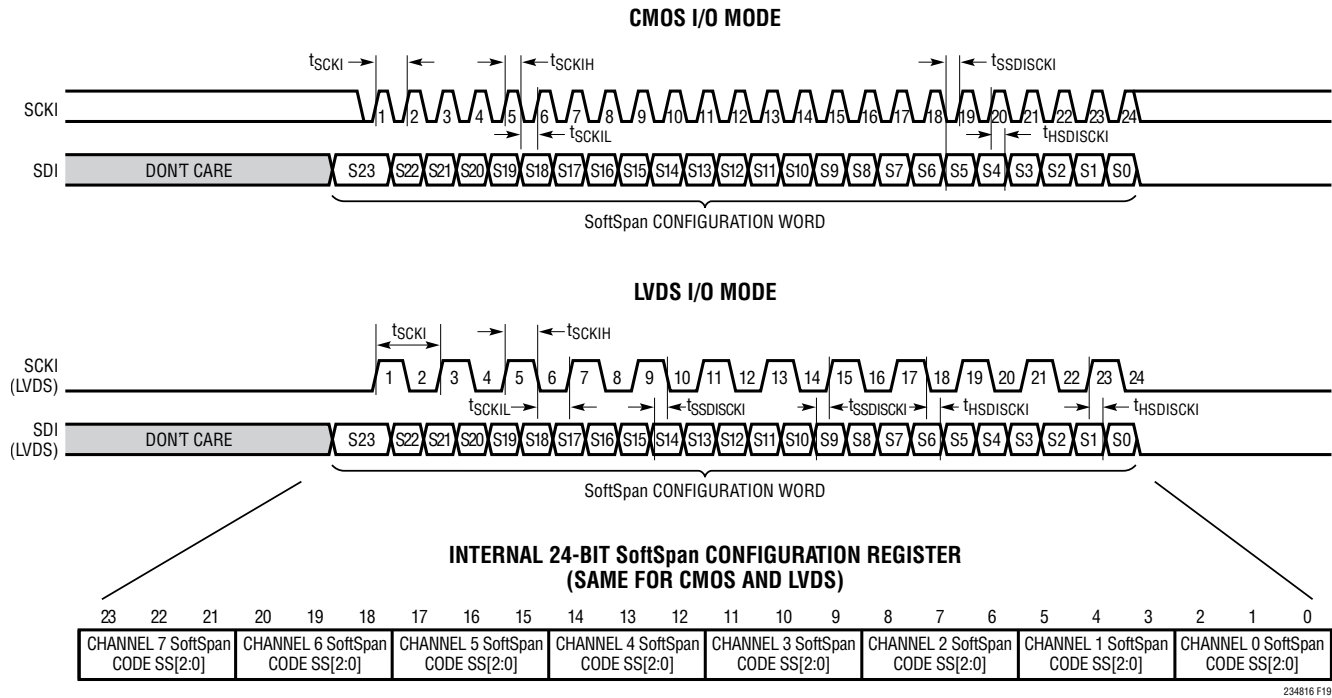 CMOS I/O MODE
tSCKI
tSCKIH
tSSDISCKI
SCKI
1 2 3 4 5 6 7 8 9 10 11 12 13 14 15 16 17 18 19 20 21 22 23 24
tSCKIL
tHSDISCKI
SDI
DON'T CARE
S23 S22 S21 S20 S19 S18 S17 S16 S15 S14 S13 S12 S11 S10 S9 S8 S7 S6 S5 S4 S3 S2 S1 S0
SoftSpan CONFIGURATION WORD
LVDS I/O MODE
tSCKI
tSCKIH
SCKI
(LVDS)
1 2 3 4 5 6 7 8 9 10 11 12 13 14 15 16 17 18 19 20 21 22 23 24
tSCKIL
tSSDISCKI
tSSDISCKI
tHSDISCKI
tHSDISCKI
SDI
(LVDS)
DON'T CARE
S23 S22 S21 S20 S19 S18 S17 S16 S15 S14 S13 S12 S11 S10 S9 S8 S7 S6 S5 S4 S3 S2 S1 S0
SoftSpan CONFIGURATION WORD
INTERNAL 24-BIT SoftSpan CONFIGURATION REGISTER
(SAME FOR CMOS AND LVDS)
23 22 21 20 19 18 17 16 15 14 13 12 11 10 9 8 7 6 5 4 3 2 1 0
CHANNEL 7 SoftSpan
CODE SS[2:0]
CHANNEL 6 SoftSpan
CODE SS[2:0]
CHANNEL 5 SoftSpan
CODE SS[2:0]
CHANNEL 4 SoftSpan
CODE SS[2:0]
CHANNEL 3 SoftSpan
CODE SS[2:0]
CHANNEL 2 SoftSpan
CODE SS[2:0]
CHANNEL 1 SoftSpan
CODE SS[2:0]
CHANNEL 0 SoftSpan
CODE SS[2:0]
234816 F19